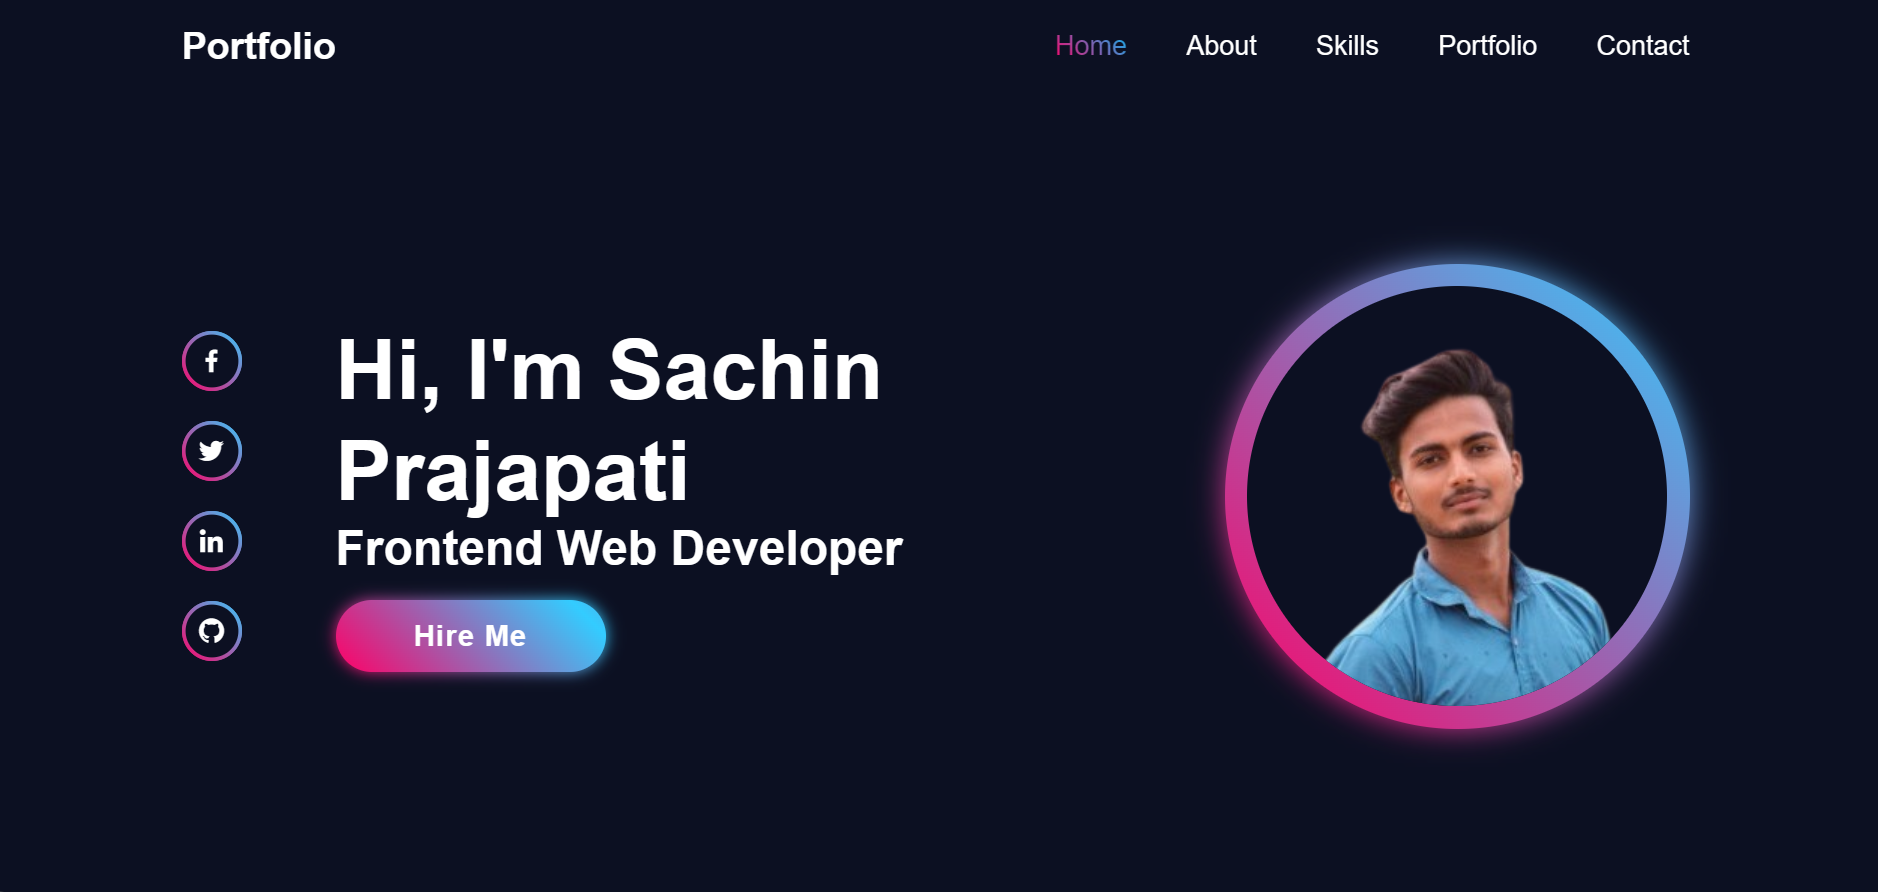 Portfolio
Home About Skills Portfolio Contact
Hi, I'm Sachin
Prajapati
Frontend Web Developer
Hire Me